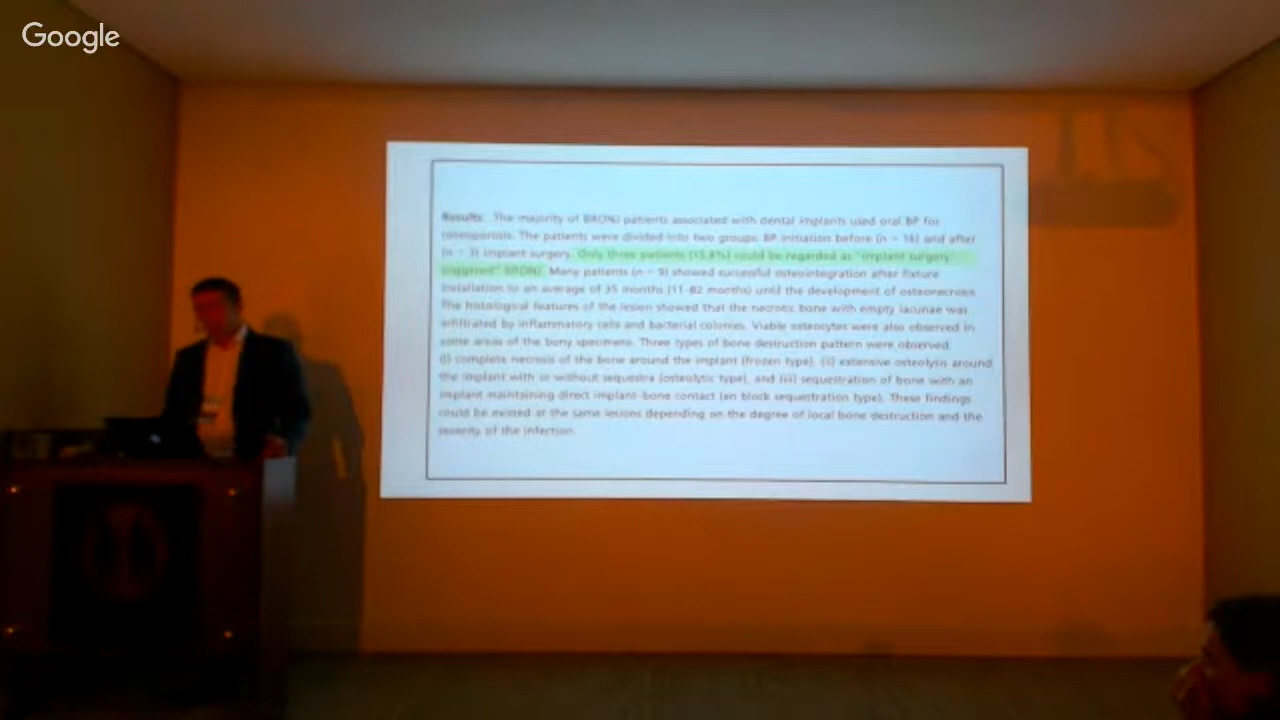 Google
Results: The majority of BRONJ patients associated with dental implants used oral BP for
osteoporosis. The patients were divided into two groups: BP initiation before (n = 16) and after
(n = 3) implant surgery. Only three patients (15.8%) could be regarded as "implant surgery-
triggered" BRONJ. Many patients (n = 9) showed successful osteointegration after fixture
installation to an average of 35 months (11-82 months) until the development of osteonecrosis.
The histological features of the lesion showed that the necrotic bone with empty lacunae was
infiltrated by inflammatory cells and bacterial colonies. Viable osteocytes were also observed in
some areas of the bony specimens. Three types of bone destruction pattern were observed:
(i) complete necrosis of the bone around the implant (frozen type), (ii) extensive osteolysis around
the implant with or without sequestra (osteolytic type), and (iii) sequestration of bone with an
implant maintaining direct implant-bone contact (en block sequestration type). These findings
could be existed at the same lesions depending on the degree of local bone destruction and the
severity of the infection.